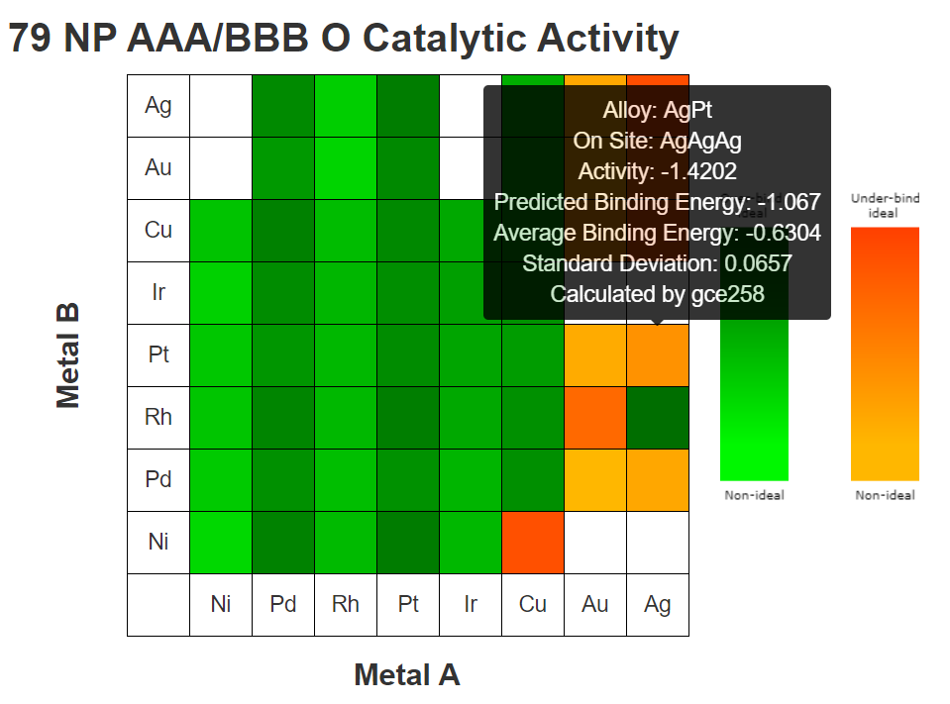 79 NP AAA/BBB O Catalytic Activity
Alloy: AgPt
On Site: AgAgAg
Activity: -1.4202
Predicted Binding Energy: -1.067
Average Binding Energy: -0.6304
Standard Deviation: 0.0657
Calculated by gce258
Metal B
Ag
Au
Cu
Ir
Pt
Rh
Pd
Ni
Ni Pd Rh Pt Ir Cu Au Ag
Metal A
ideal
Non-ideal
Under-bind
ideal
Non-ideal